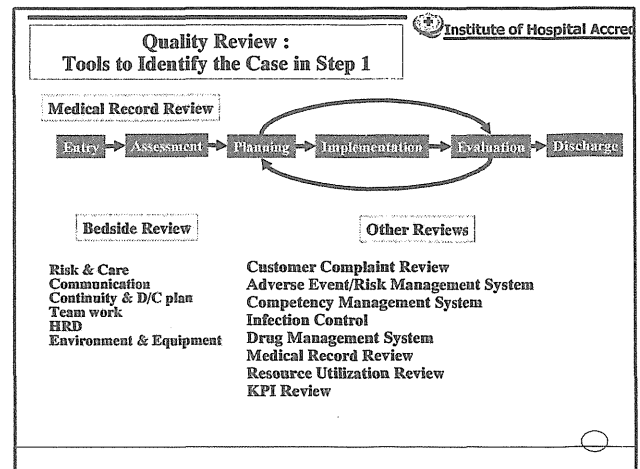 Institute of Hospital Accred
Quality Review :
Tools to Identify the Case in Step 1
Medical Record Review
Entry Assessment Planning Implementation Evaluation Discharge
Bedside Review
Risk & Care
Communication
Continuity & D/C plan
Team work
HRD
Environment & Equipment
Other Reviews
Customer Complaint Review
Adverse Event/Risk Management System
Competency Management System
Infection Control
Drug Management System
Medical Record Review
Resource Utilization Review
KPI Review